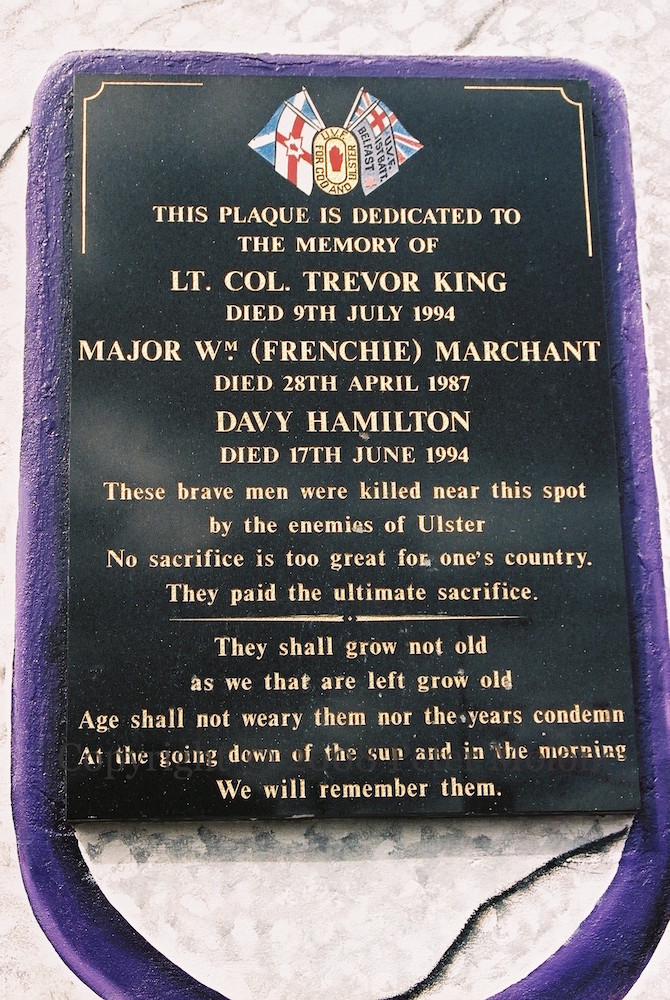 U.V.F.
FOR GOD AND ULSTER
U.V.F.
1ST BATT.
BELFAST
THIS PLAQUE IS DEDICATED TO
THE MEMORY OF
LT. COL. TREVOR KING
DIED 9TH JULY 1994
MAJOR Wᴹ. (FRENCHIE) MARCHANT
DIED 28TH APRIL 1987
DAVY HAMILTON
DIED 17TH JUNE 1994
These brave men were killed near this spot
by the enemies of Ulster
No sacrifice is too great for one's country.
They paid the ultimate sacrifice.
They shall grow not old
as we that are left grow old
Age shall not weary them nor the years condemn
At the going down of the sun and in the morning
We will remember them.
Copyright